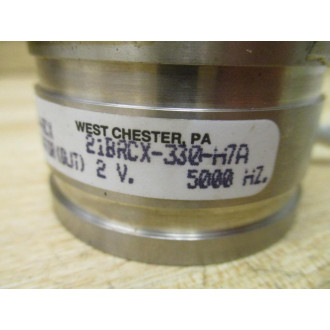 WEST CHESTER, PA
21BRCX-330-H7A
(OUT) 2 V. 5000 HZ.